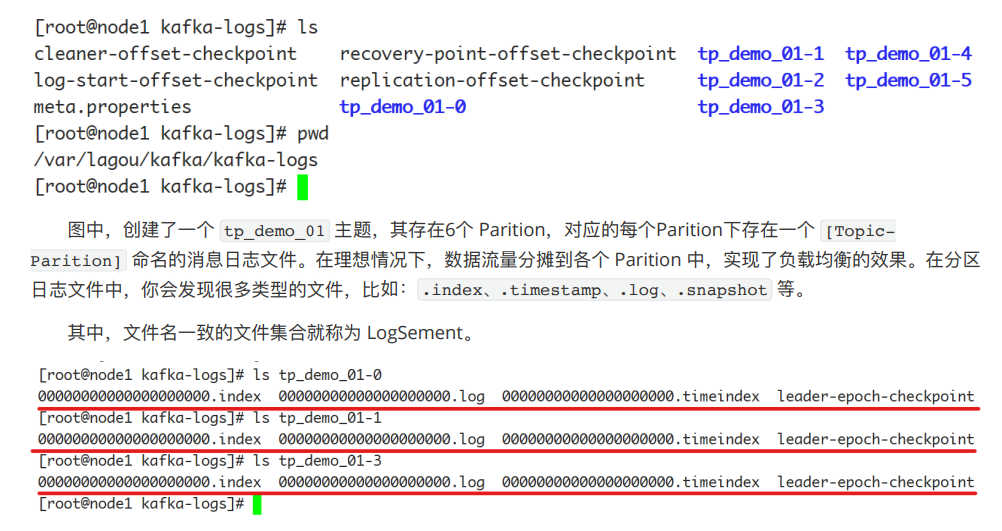 [root@node1 kafka-logs]# ls
cleaner-offset-checkpoint recovery-point-offset-checkpoint tp_demo_01-1 tp_demo_01-4
log-start-offset-checkpoint replication-offset-checkpoint tp_demo_01-2 tp_demo_01-5
meta.properties tp_demo_01-0 tp_demo_01-3
[root@node1 kafka-logs]# pwd
/var/lagou/kafka/kafka-logs
[root@node1 kafka-logs]#
图中，创建了一个 tp_demo_01 主题，其存在6个 Parition，对应的每个Parition下存在一个 [Topic-
Parition] 命名的消息日志文件。在理想情况下，数据流量分摊到各个 Parition 中，实现了负载均衡的效果。在分区
日志文件中，你会发现很多类型的文件，比如： .index、.timestamp、.log、.snapshot 等。
其中，文件名一致的文件集合就称为 LogSement。
[root@node1 kafka-logs]# ls tp_demo_01-0
00000000000000000000.index 00000000000000000000.log 00000000000000000000.timeindex leader-epoch-checkpoint
[root@node1 kafka-logs]# ls tp_demo_01-1
00000000000000000000.index 00000000000000000000.log 00000000000000000000.timeindex leader-epoch-checkpoint
[root@node1 kafka-logs]# ls tp_demo_01-3
00000000000000000000.index 00000000000000000000.log 00000000000000000000.timeindex leader-epoch-checkpoint
[root@node1 kafka-logs]#